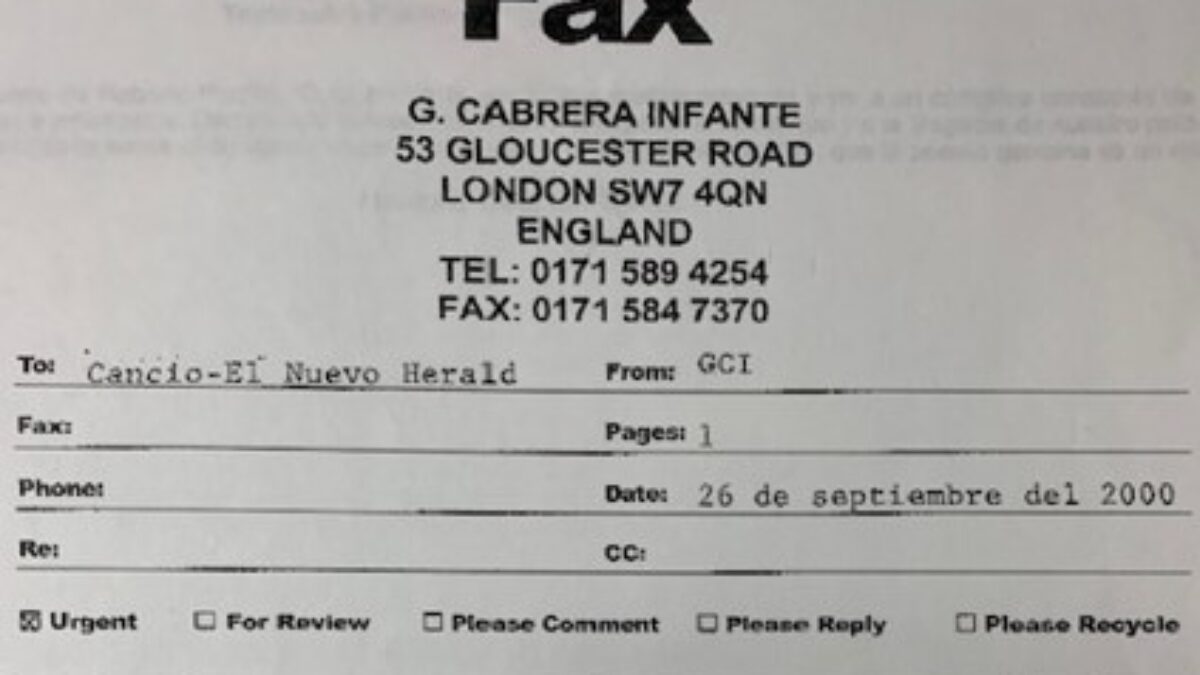 Fax
G. CABRERA INFANTE
53 GLOUCESTER ROAD
LONDON SW7 4QN
ENGLAND
TEL: 0171 589 4254
FAX: 0171 584 7370
To: Cancio-El Nuevo Herald From: GCI
Fax: Pages: 1
Phone: Date: 26 de septiembre del 2000
Re: CC:
☒ Urgent ☐ For Review ☐ Please Comment ☐ Please Reply ☐ Please Recycle